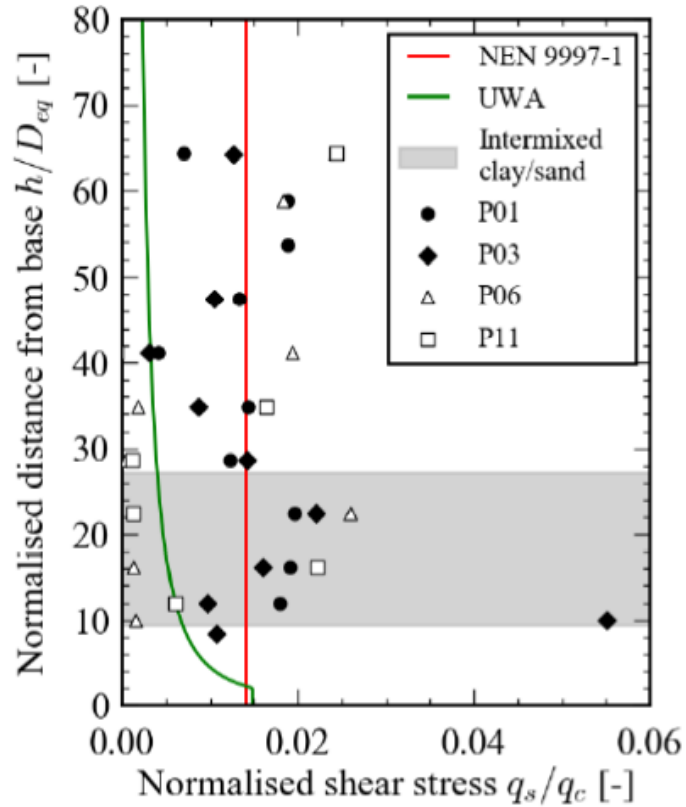 80
70
60
50
40
30
20
10
0
Normalised distance from base h/D_eq [-]
NEN 9997-1
UWA
Intermixed
clay/sand
P01
P03
P06
P11
0.00 0.02 0.04 0.06
Normalised shear stress q_s/q_c [-]